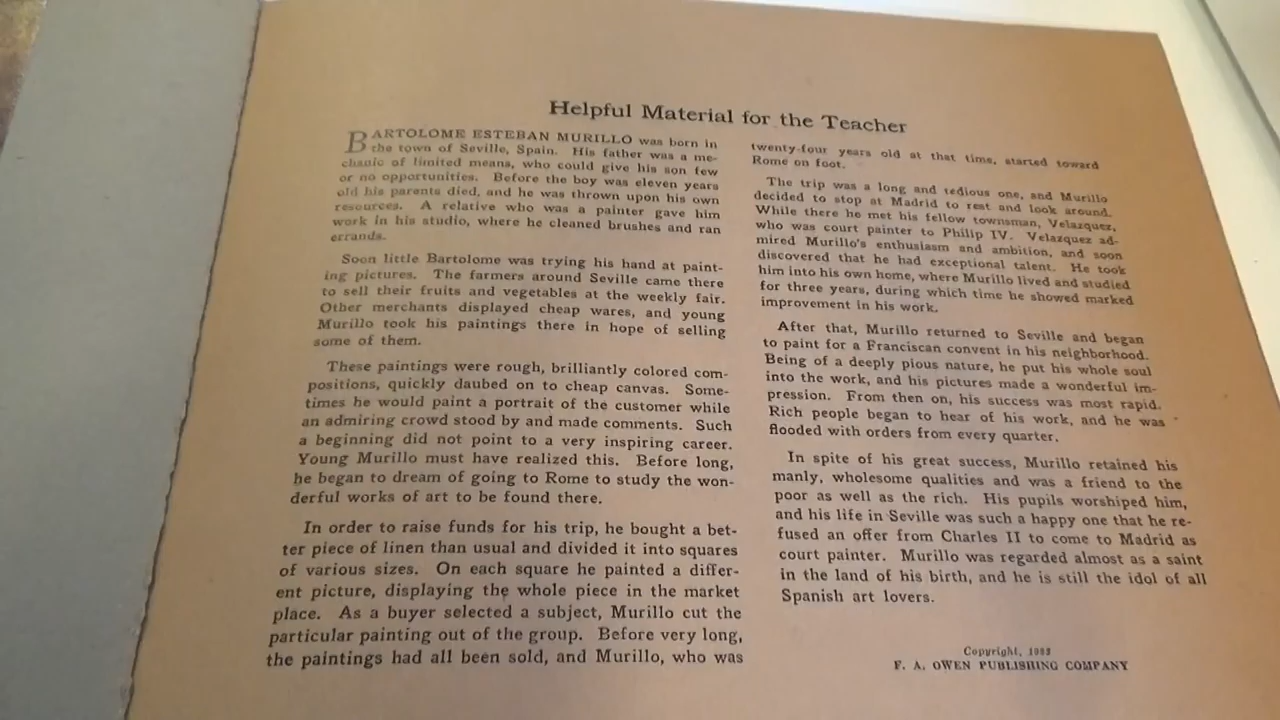 Helpful Material for the Teacher
BARTOLOME ESTEBAN MURILLO was born in
the town of Seville, Spain. His father was a me-
chanic of limited means, who could give his son few
or no opportunities. Before the boy was eleven years
old his parents died, and he was thrown upon his own
resources. A relative who was a painter gave him
work in his studio, where he cleaned brushes and ran
errands.
Soon little Bartolome was trying his hand at paint-
ing pictures. The farmers around Seville came there
to sell their fruits and vegetables at the weekly fair.
Other merchants displayed cheap wares, and young
Murillo took his paintings there in hope of selling
some of them.
These paintings were rough, brilliantly colored com-
positions, quickly daubed on to cheap canvas. Some-
times he would paint a portrait of the customer while
an admiring crowd stood by and made comments. Such
a beginning did not point to a very inspiring career.
Young Murillo must have realized this. Before long,
he began to dream of going to Rome to study the won-
derful works of art to be found there.
In order to raise funds for his trip, he bought a bet-
ter piece of linen than usual and divided it into squares
of various sizes. On each square he painted a differ-
ent picture, displaying the whole piece in the market
place. As a buyer selected a subject, Murillo cut the
particular painting out of the group. Before very long,
the paintings had all been sold, and Murillo, who was
twenty-four years old at that time, started toward
Rome on foot.
The trip was a long and tedious one, and Murillo
decided to stop at Madrid to rest and look around.
While there he met his fellow townsman, Velazquez,
who was court painter to Philip IV. Velazquez ad-
mired Murillo's enthusiasm and ambition, and soon
discovered that he had exceptional talent. He took
him into his own home, where Murillo lived and studied
for three years, during which time he showed marked
improvement in his work.
After that, Murillo returned to Seville and began
to paint for a Franciscan convent in his neighborhood.
Being of a deeply pious nature, he put his whole soul
into the work, and his pictures made a wonderful im-
pression. From then on, his success was most rapid.
Rich people began to hear of his work, and he was
flooded with orders from every quarter.
In spite of his great success, Murillo retained his
manly, wholesome qualities and was a friend to the
poor as well as the rich. His pupils worshiped him,
and his life in Seville was such a happy one that he re-
fused an offer from Charles II to come to Madrid as
court painter. Murillo was regarded almost as a saint
in the land of his birth, and he is still the idol of all
Spanish art lovers.
Copyright,
F. A. OWEN PUBLISHING COMPANY